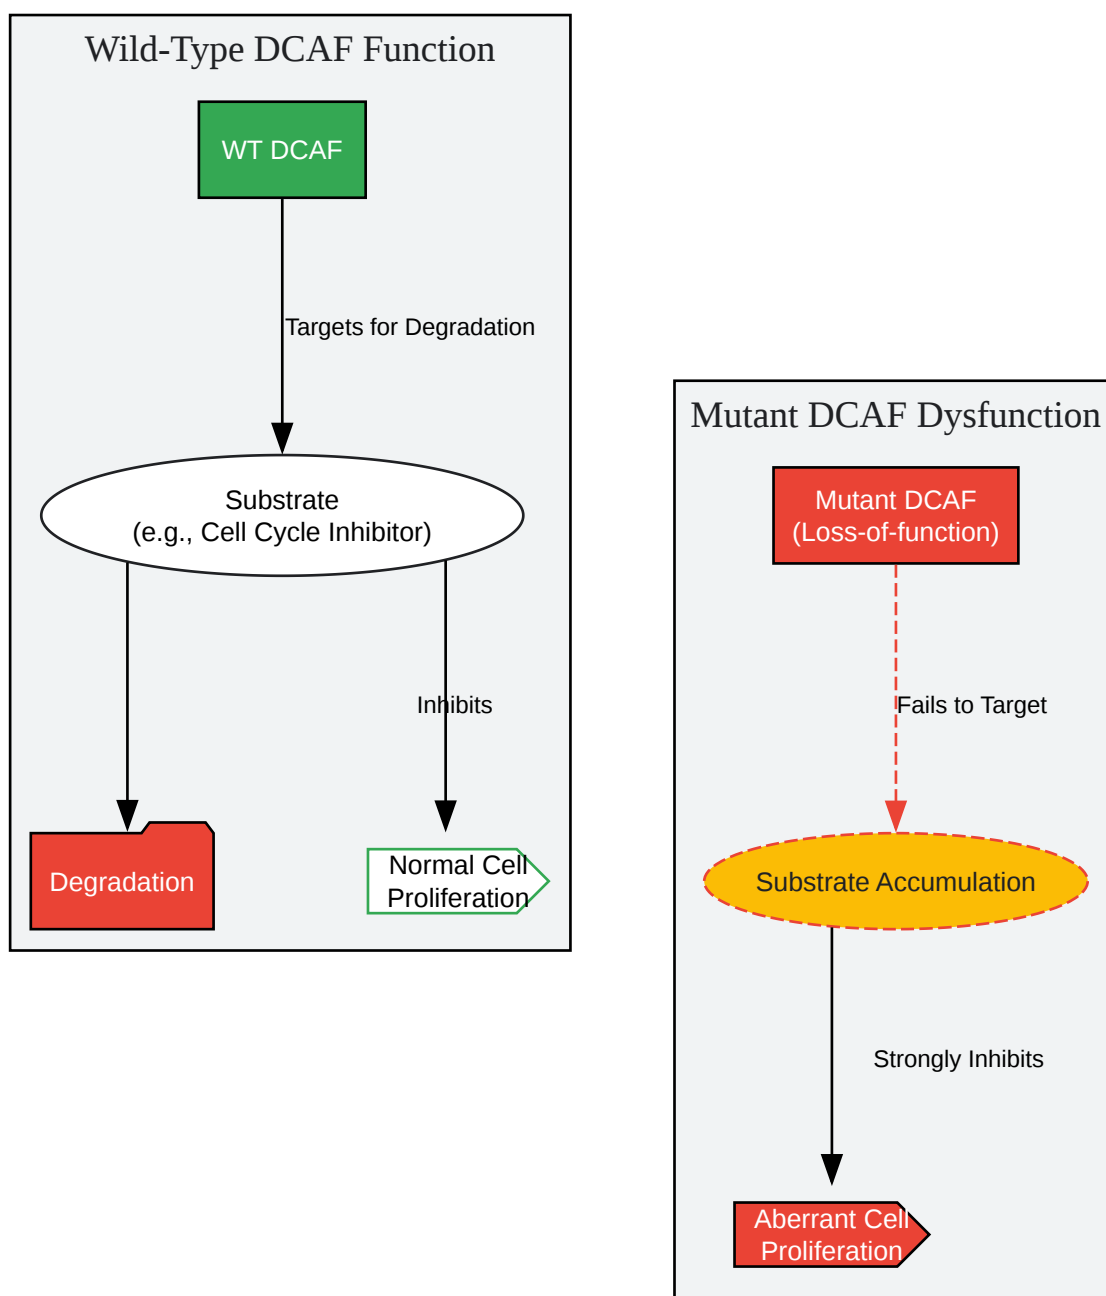 Wild-Type DCAF Function
WT DCAF
Targets for Degradation
Substrate
(e.g., Cell Cycle Inhibitor)
Inhibits
Degradation
Normal Cell
Proliferation
Mutant DCAF Dysfunction
Mutant DCAF
(Loss-of-function)
Fails to Target
Substrate Accumulation
Strongly Inhibits
Aberrant Cell
Proliferation